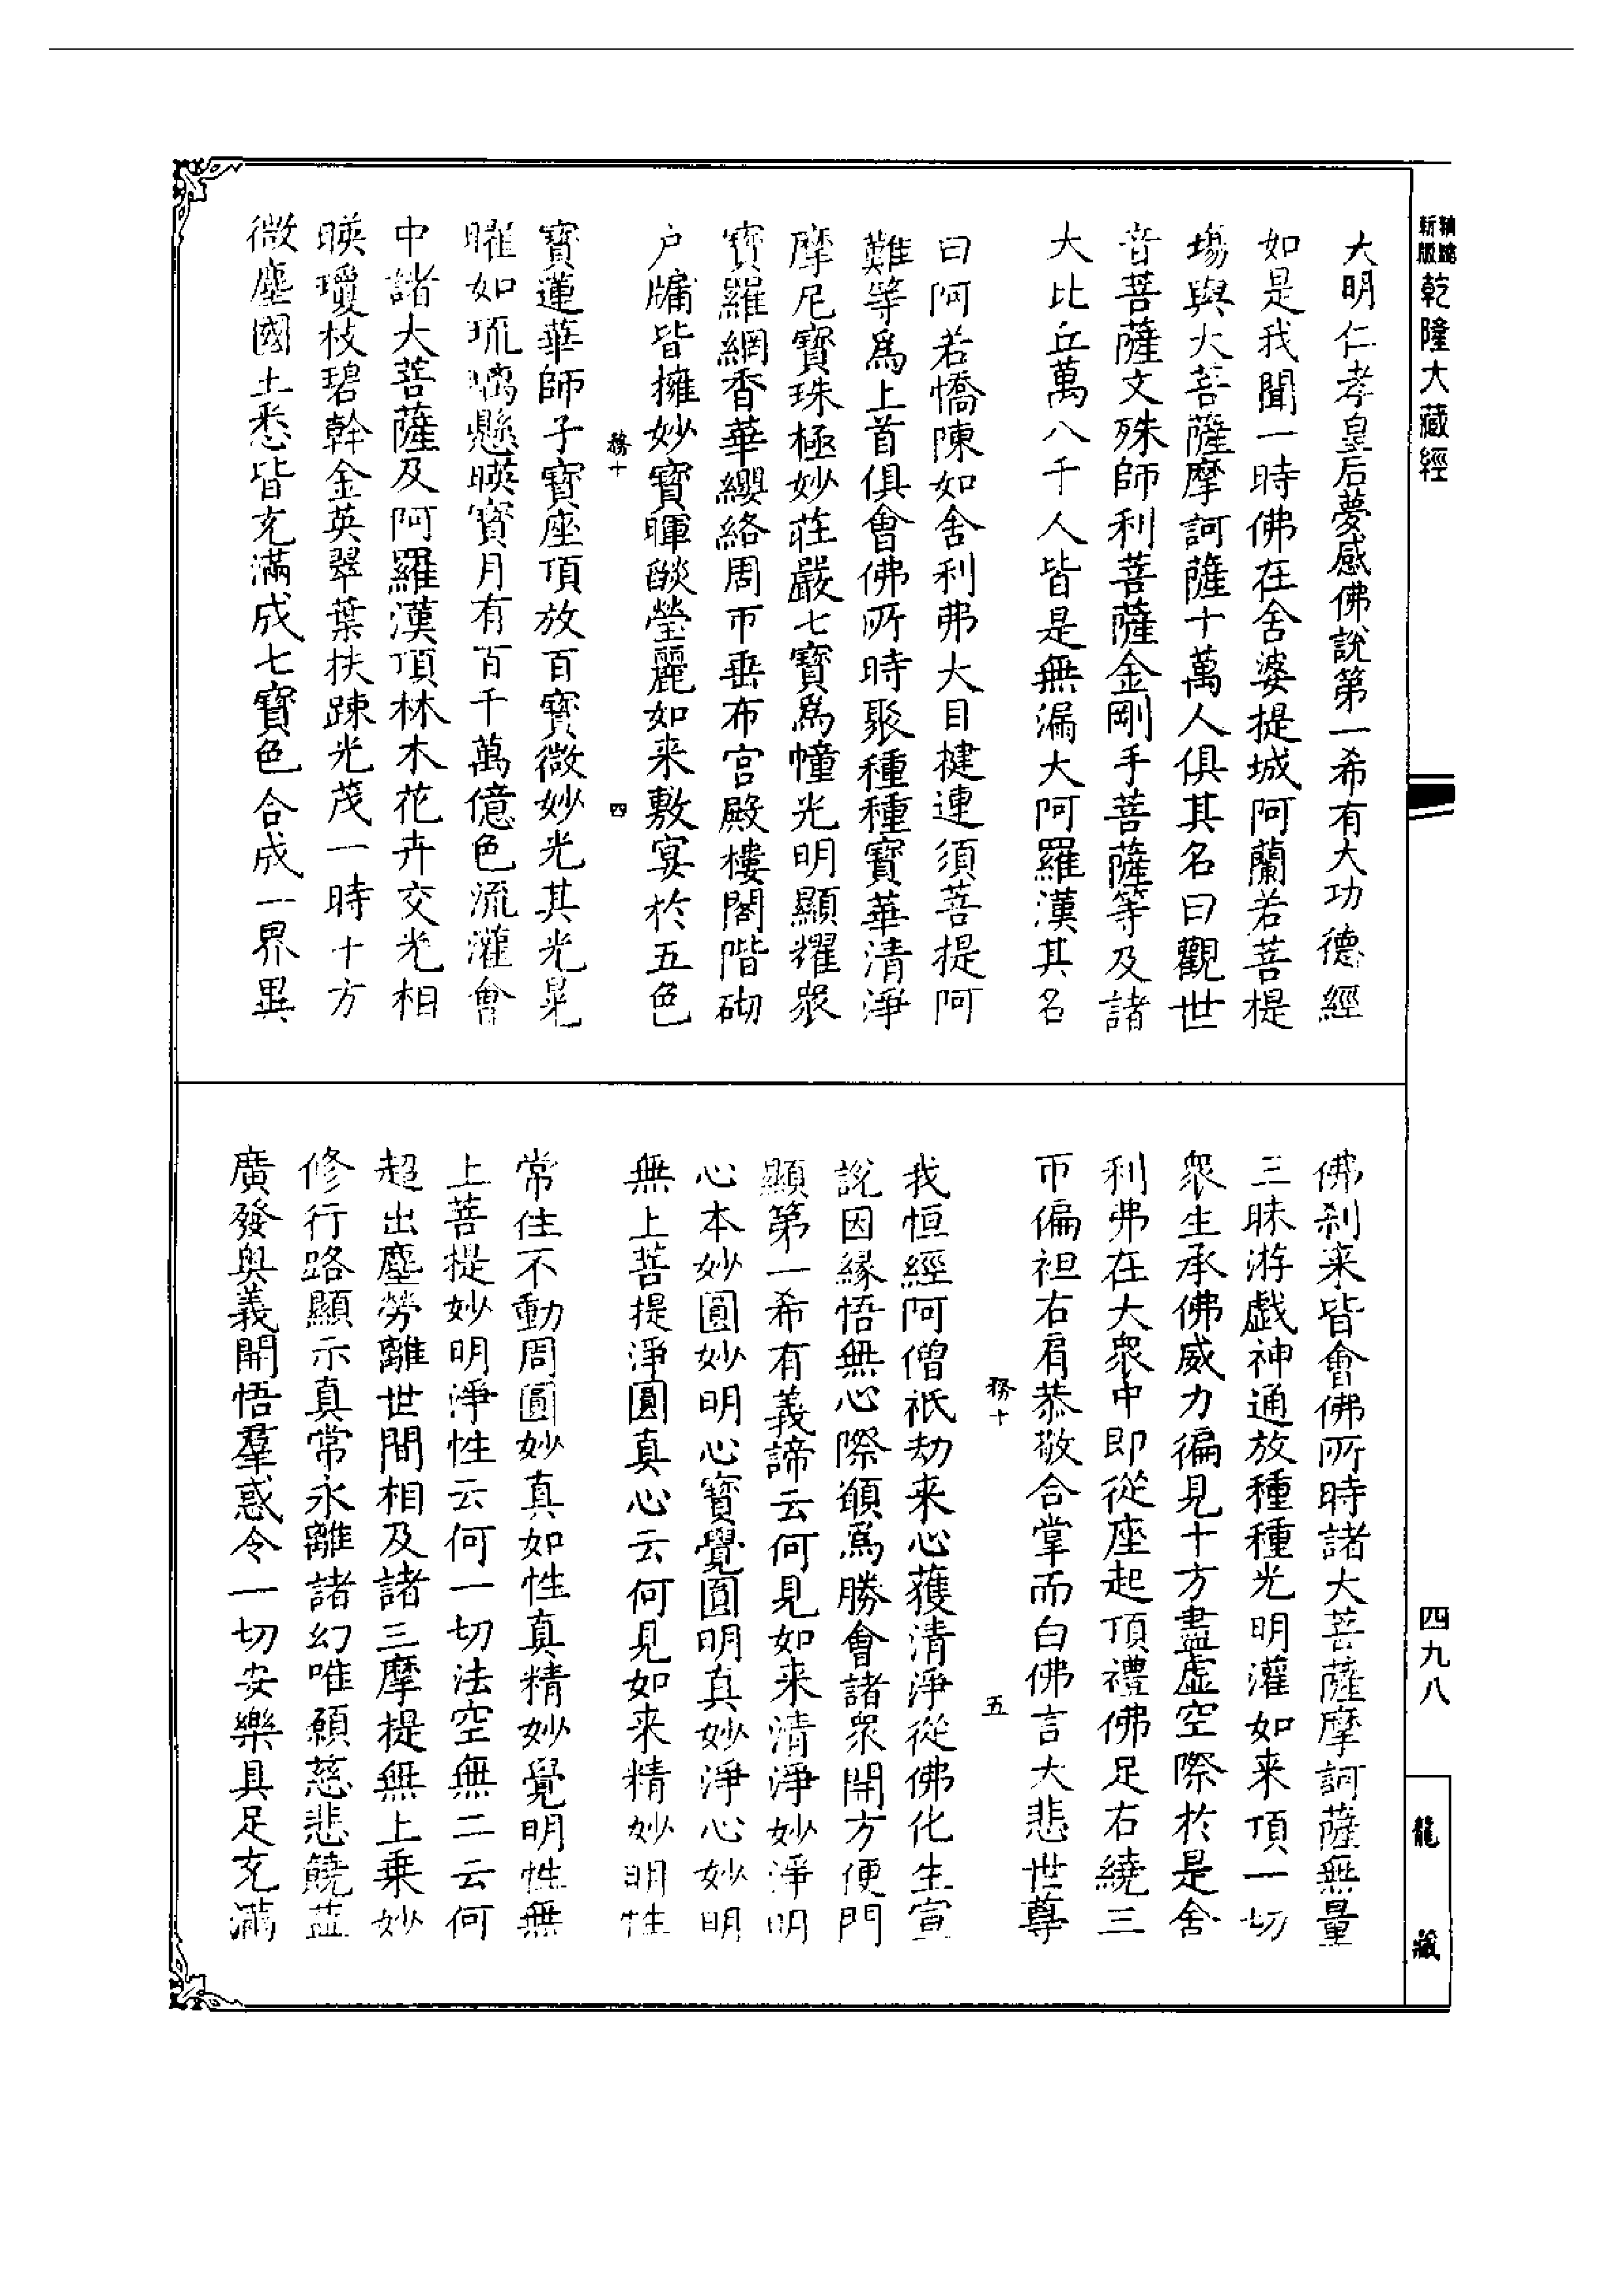 新版
乾隆大藏經
大明仁孝皇后夢感佛說第一希有大功德經
如是我聞一時佛在舍婆提城阿蘭若菩提
場與大菩薩摩訶薩十萬人俱其名曰觀世
音菩薩文殊師利菩薩金剛手菩薩等及諸
大比丘萬八千人皆是無漏大阿羅漢其名
曰阿若憍陳如舍利弗大目揵連須菩提阿
難等爲上首俱會佛所時聚種種寶華清淨
摩尼寶珠極妙莊嚴七寶爲幢光明顯耀衆
寶羅網香華纓絡周帀垂布宮殿樓閣階砌
户牖皆擁妙寶暉燄瑩麗如来敷宴於五色
務十 四
寶蓮華師子寶座頂放百寶微妙光其光晃
曜如琉璃懸暎寶月有百千萬億色流灌會
中諸大菩薩及阿羅漢頂林木花卉交光相
暎瓊枝碧幹金英翠葉扶踈光茂一時十方
微塵國土悉皆充滿成七寶色合成一界異
佛剎来皆會佛所時諸大菩薩摩訶薩無量
三昧游戲神通放種種光明灌如来頂一切
衆生承佛威力徧見十方盡虛空際於是舍
利弗在大衆中即從座起頂禮佛足右繞三
帀偏袒右肩恭敬合掌而白佛言大悲世尊
務十 五
我恒經阿僧祇劫来心獲清淨從佛化生宣
說因緣悟無心際願爲勝會諸衆開方便門
顯第一希有義諦云何見如来清淨妙淨明
心本妙圓妙明心寶覺圓明真妙淨心妙明
無上菩提淨圓真心云何見如来精妙明性
常住不動周圓妙真如性真精妙覺明性無
上菩提妙明淨性云何一切法空無二云何
超出塵勞離世間相及諸三摩提無上乗妙
修行路顯示真常永離諸幻唯願慈悲饒益
廣發奥義開悟羣惑令一切安樂具足充滿
四九八
龍藏